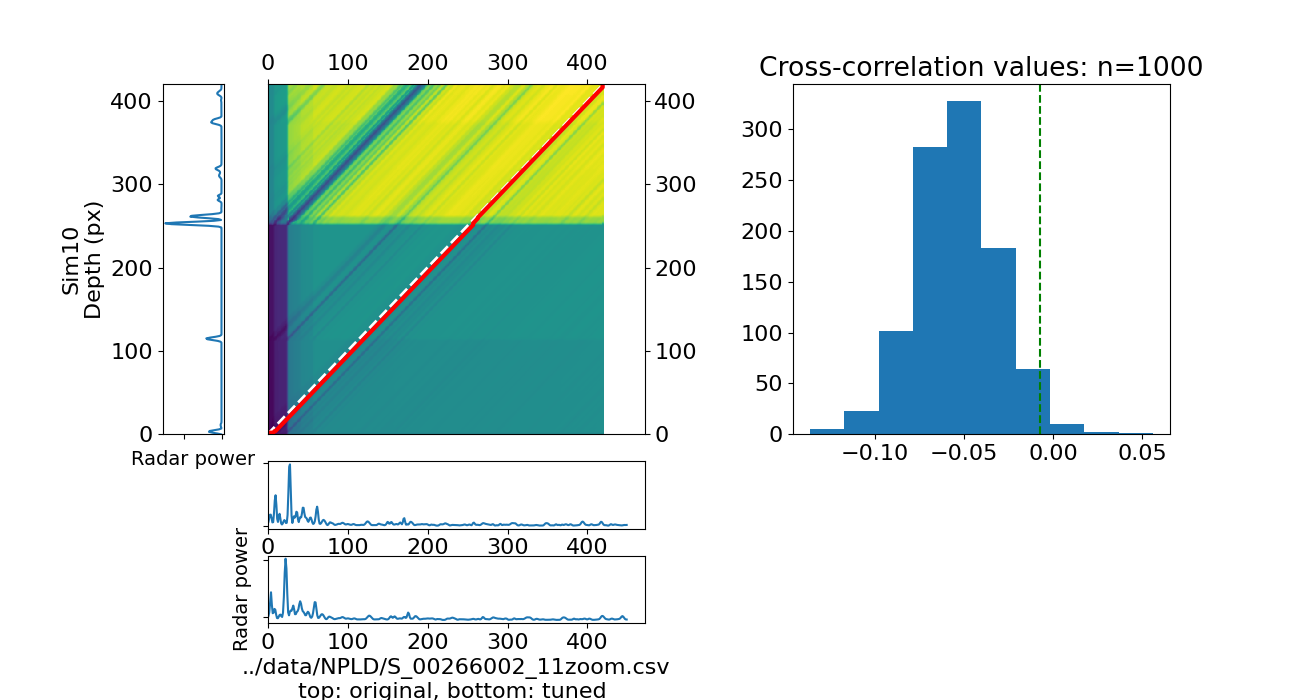 Cross-correlation values: n=1000
0 100 200 300 400
400
300
200
100
0
Sim10
Depth (px)
Radar power
400
300
200
100
0
300
250
200
150
100
50
0
−0.10 −0.05 0.00 0.05
0 100 200 300 400
Radar power
0 100 200 300 400
../data/NPLD/S_00266002_11zoom.csv
top: original, bottom: tuned